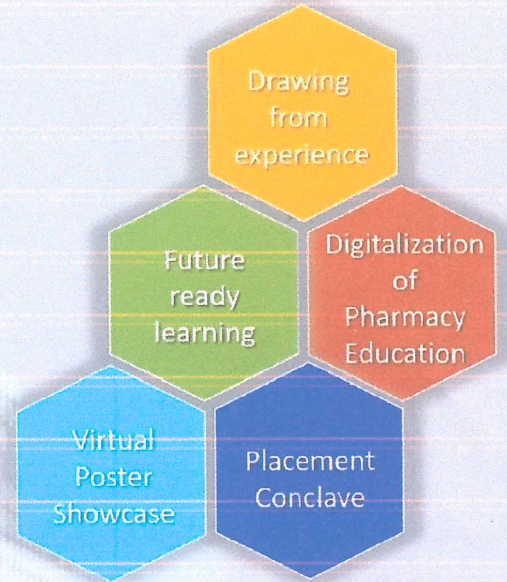 Drawing
from
experience
Future
ready
learning
Digitalization
of
Pharmacy
Education
Virtual
Poster
Showcase
Placement
Conclave